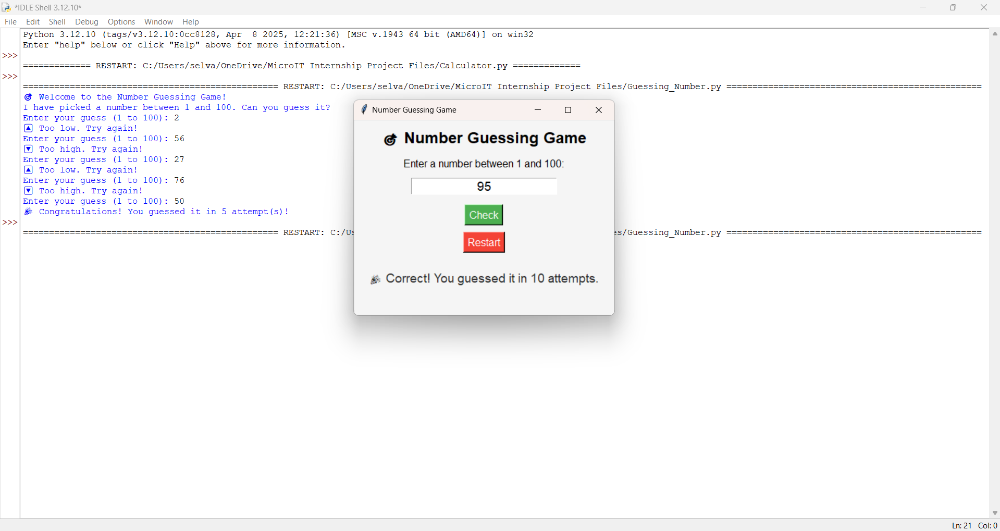 *IDLE Shell 3.12.10*
File Edit Shell Debug Options Window Help
Python 3.12.10 (tags/v3.12.10:0cc8128, Apr  8 2025, 12:21:36) [MSC v.1943 64 bit (AMD64)] on win32
Enter "help" below or click "Help" above for more information.
>>>
============= RESTART: C:/Users/selva/OneDrive/MicroIT Internship Project Files/Calculator.py =============
>>>
================================================= RESTART: C:/Users/selva/OneDrive/MicroIT Internship Project Files/Guessing_Number.py =================================================
🎯 Welcome to the Number Guessing Game!
I have picked a number between 1 and 100. Can you guess it?
Enter your guess (1 to 100): 2
🔼 Too low. Try again!
Enter your guess (1 to 100): 56
🔽 Too high. Try again!
Enter your guess (1 to 100): 27
🔼 Too low. Try again!
Enter your guess (1 to 100): 76
🔽 Too high. Try again!
Enter your guess (1 to 100): 50
🎉 Congratulations! You guessed it in 5 attempt(s)!
>>>
================================================= RESTART: C:/Us es/Guessing_Number.py =================================================
Number Guessing Game
🎯 Number Guessing Game
Enter a number between 1 and 100:
95
Check
Restart
🎉 Correct! You guessed it in 10 attempts.
Ln: 21 Col: 0